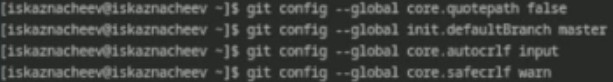 [iskaznacheev@iskaznacheev ~]$ git config --global core.quotepath false
[iskaznacheev@iskaznacheev ~]$ git config --global init.defaultBranch master
[iskaznacheev@iskaznacheev ~]$ git config --global core.autocrlf input
[iskaznacheev@iskaznacheev ~]$ git config --global core.safecrlf warn